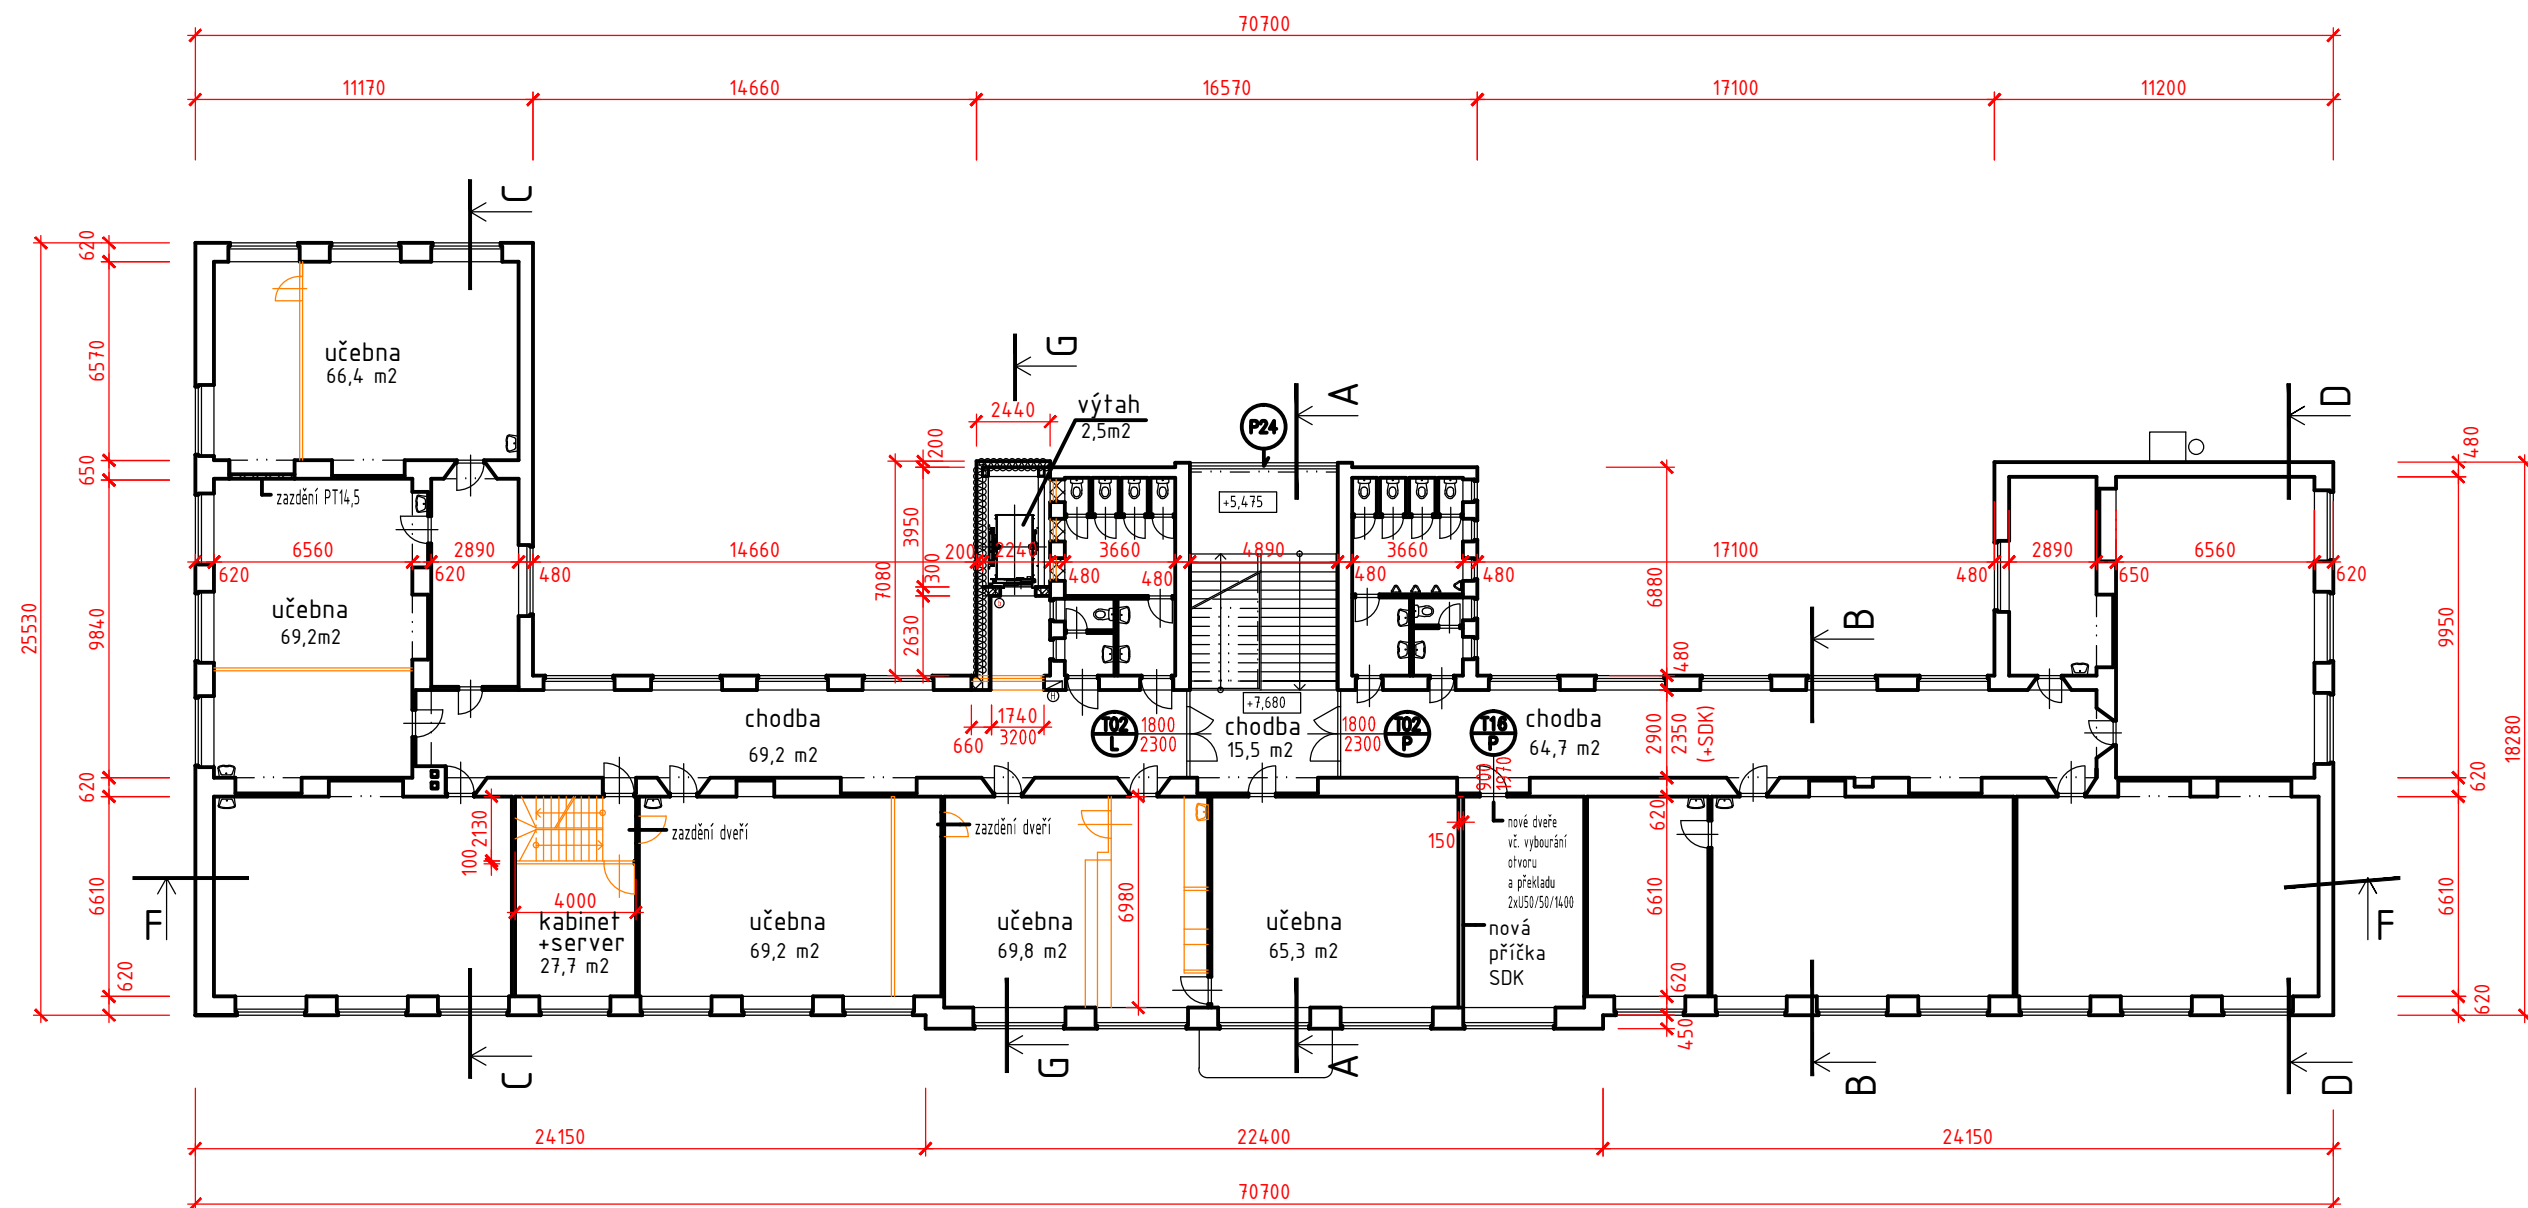 70700
11170 14660 16570 17100 11200
C
G
A
D
620
6570
650
9840
620
6610
620
25530
učebna
66,4 m2
zazdění PT14,5
učebna
69,2m2
620 6560 620 2890 480 14660 200 2240 480 3660 480 4890 480 3660 480 17100 480 2890 650 6560 620
výtah
2,5m2
2440
200
3950
300
2630
7080
P24
+5,475
+7,680
6880
480
2900
2350
(+SDK)
620
6610
620
450
B
480
9950
620
6610
620
18280
chodba
69,2 m2
660
1740
3200
T02
L
1800
2300
chodba
15,5 m2
1800
2300
T02
P
T16
P
900
1970
chodba
64,7 m2
2130
100
4000
kabinet
+server
27,7 m2
zazdění dveří
učebna
69,2 m2
zazdění dveří
učebna
69,8 m2
6980
učebna
65,3 m2
150
nové dveře
vč. vybourání
otvoru
a překladu
2xU50/50/1400
nová
příčka
SDK
F
F
C
G
A
B
D
24150 22400 24150
70700